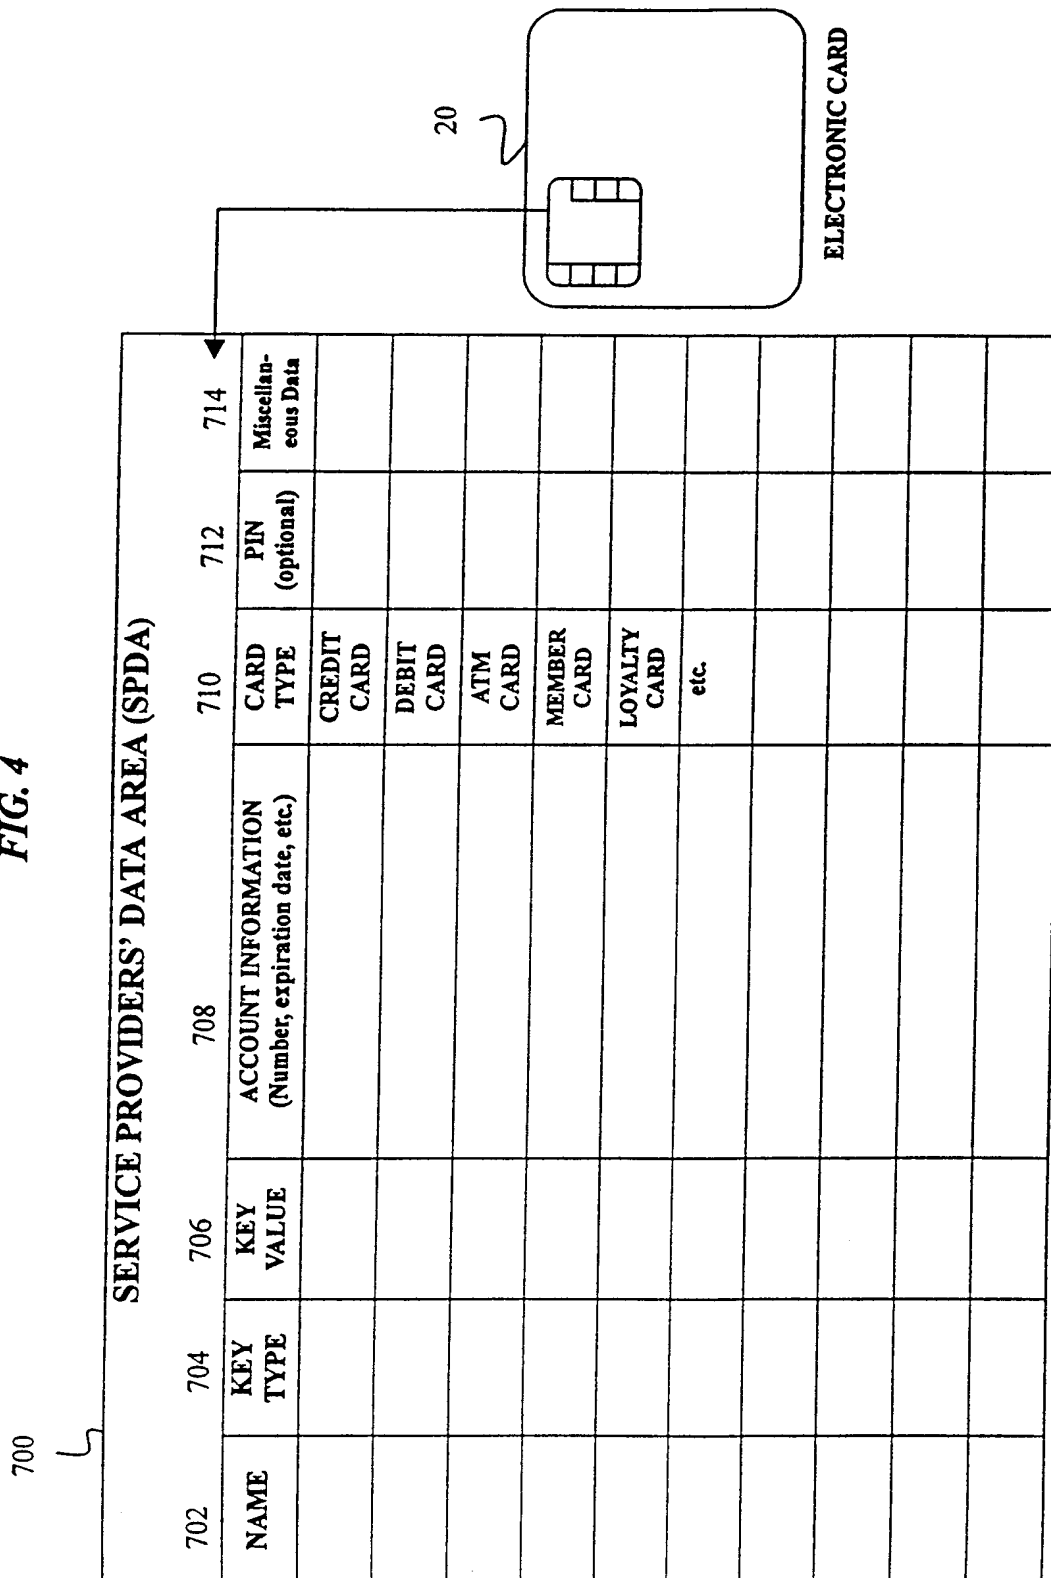 FIG. 4
700
SERVICE PROVIDERS' DATA AREA (SPDA)
702
704
706
708
710
712
714
NAME
KEY
TYPE
KEY
VALUE
ACCOUNT INFORMATION
(Number, expiration date, etc.)
CARD
TYPE
PIN
(optional)
Miscellan-
eous Data
CREDIT
CARD
DEBIT
CARD
ATM
CARD
MEMBER
CARD
LOYALTY
CARD
etc.
20
ELECTRONIC CARD